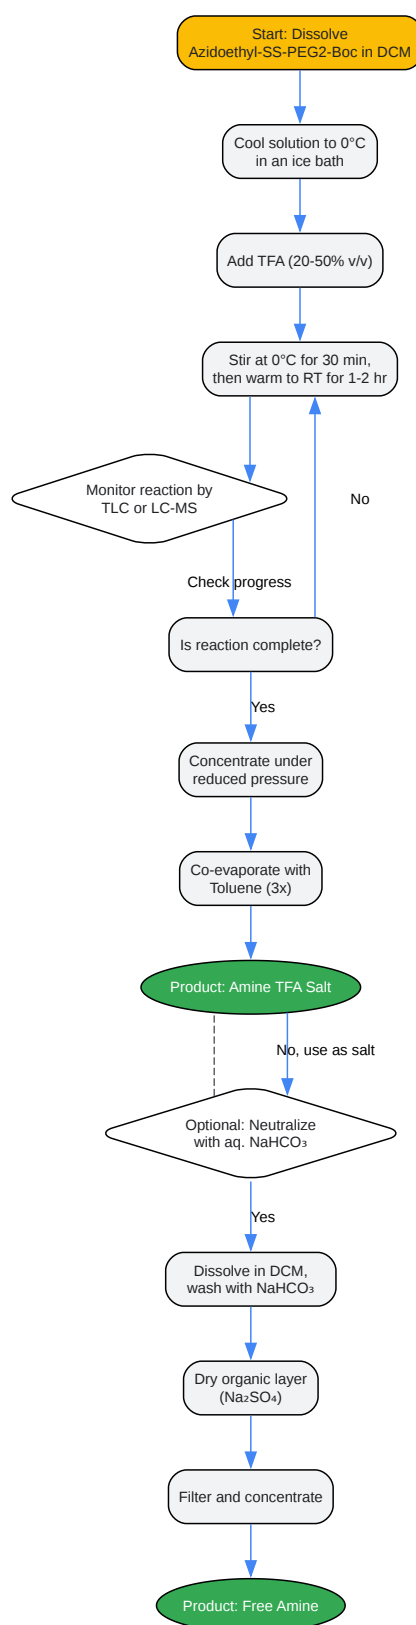 Start: Dissolve
Azidoethyl-SS-PEG2-Boc in DCM
Cool solution to 0°C
in an ice bath
Add TFA (20-50% v/v)
Stir at 0°C for 30 min,
then warm to RT for 1-2 hr
Monitor reaction by
TLC or LC-MS
No
Check progress
Is reaction complete?
Yes
Concentrate under
reduced pressure
Co-evaporate with
Toluene (3x)
Product: Amine TFA Salt
No, use as salt
Optional: Neutralize
with aq. NaHCO₃
Yes
Dissolve in DCM,
wash with NaHCO₃
Dry organic layer
(Na₂SO₄)
Filter and concentrate
Product: Free Amine